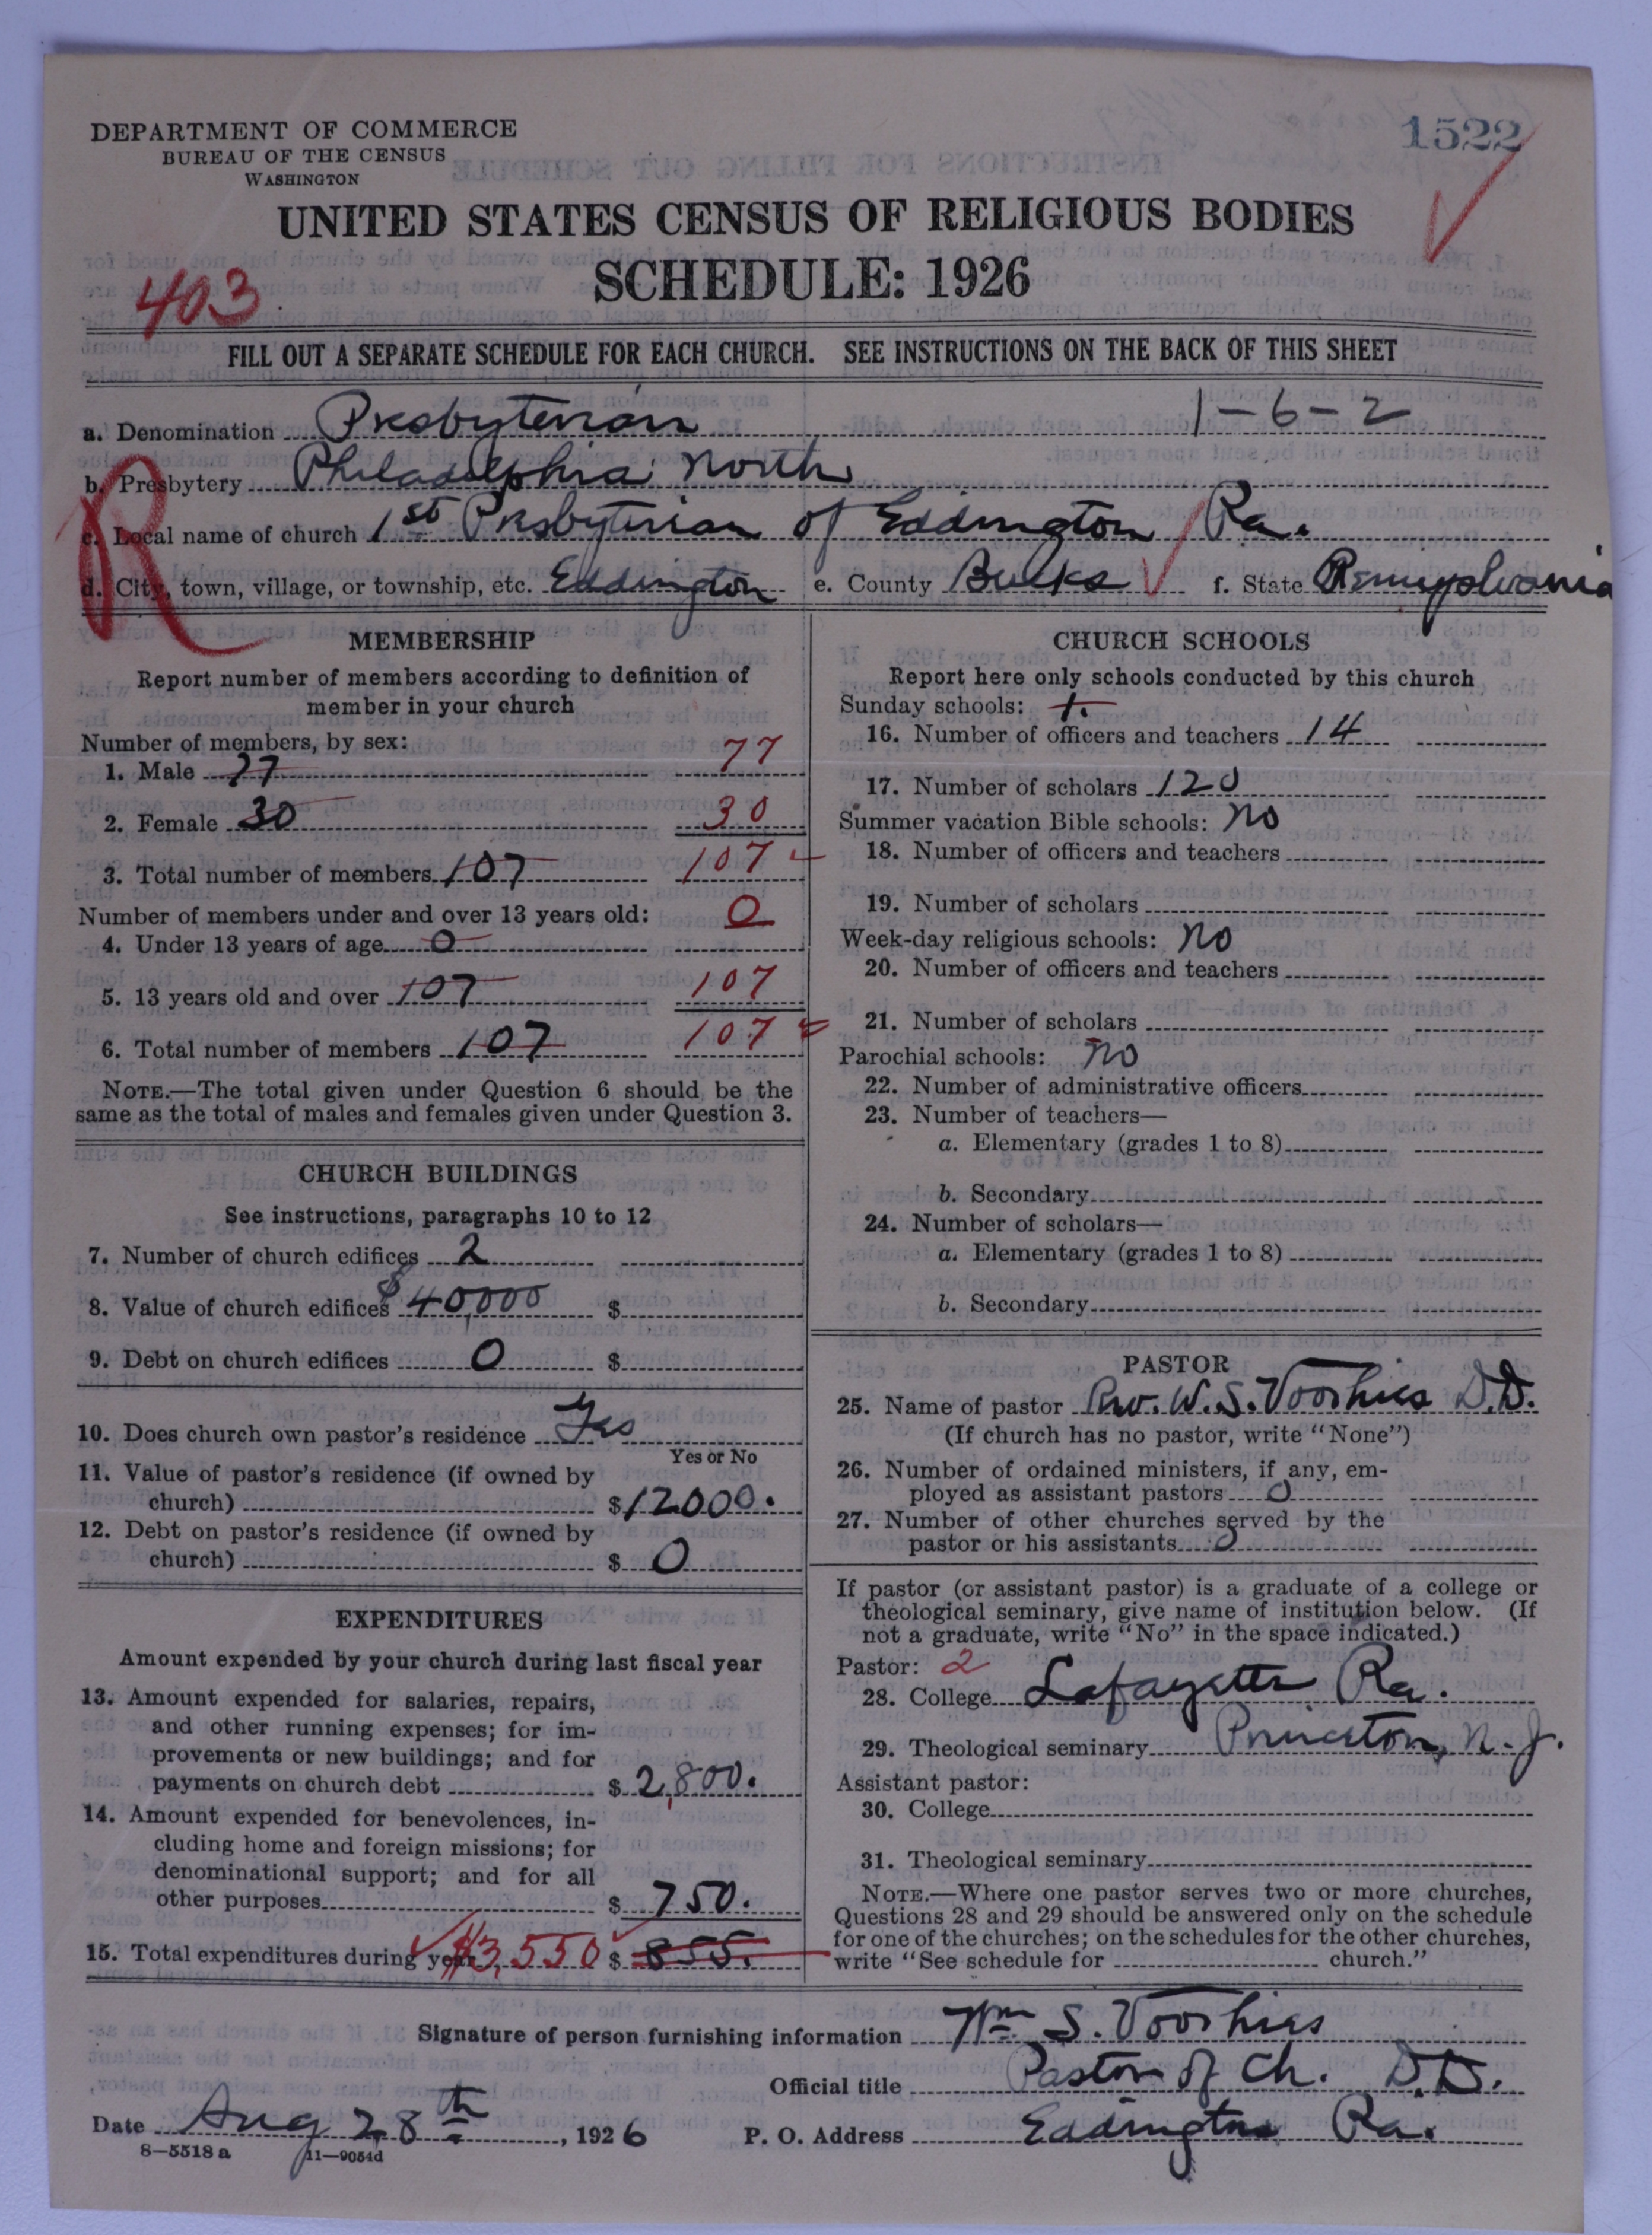 DEPARTMENT OF COMMERCE
BUREAU OF THE CENSUS
WASHINGTON
1522
UNITED STATES CENSUS OF RELIGIOUS BODIES
SCHEDULE: 1926
403
FILL OUT A SEPARATE SCHEDULE FOR EACH CHURCH. SEE INSTRUCTIONS ON THE BACK OF THIS SHEET
a. Denomination Presbyterian 1-6-2
b. Presbytery Philadelphia North
R
c. Local name of church 1st Presbyterian of Eddington Pa.
d. City, town, village, or township, etc. Eddington e. County Bucks f. State Pennsylvania
MEMBERSHIP
Report number of members according to definition of
member in your church
Number of members, by sex:
1. Male 77 77
2. Female 30 30
3. Total number of members 107 107
Number of members under and over 13 years old: 0
4. Under 13 years of age 0
5. 13 years old and over 107 107
6. Total number of members 107 107
NOTE.—The total given under Question 6 should be the
same as the total of males and females given under Question 3.
CHURCH BUILDINGS
See instructions, paragraphs 10 to 12
7. Number of church edifices 2
8. Value of church edifices $40000 $
9. Debt on church edifices 0 $
10. Does church own pastor's residence Yes
Yes or No
11. Value of pastor's residence (if owned by
church) $12000.
12. Debt on pastor's residence (if owned by
church) $ 0
EXPENDITURES
Amount expended by your church during last fiscal year
13. Amount expended for salaries, repairs,
and other running expenses; for im-
provements or new buildings; and for
payments on church debt $ 2,800.
14. Amount expended for benevolences, in-
cluding home and foreign missions; for
denominational support; and for all
other purposes $ 750.
15. Total expenditures during year $3,550 $ 855.
CHURCH SCHOOLS
Report here only schools conducted by this church
Sunday schools: 1.
16. Number of officers and teachers 14
17. Number of scholars 120
Summer vacation Bible schools: No
18. Number of officers and teachers
19. Number of scholars
Week-day religious schools: No
20. Number of officers and teachers
21. Number of scholars
Parochial schools: No
22. Number of administrative officers
23. Number of teachers—
a. Elementary (grades 1 to 8)
b. Secondary
24. Number of scholars—
a. Elementary (grades 1 to 8)
b. Secondary
PASTOR
25. Name of pastor Rev. W. S. Voorhies D.D.
(If church has no pastor, write "None")
26. Number of ordained ministers, if any, em-
ployed as assistant pastors 0
27. Number of other churches served by the
pastor or his assistants 0
If pastor (or assistant pastor) is a graduate of a college or
theological seminary, give name of institution below. (If
not a graduate, write "No" in the space indicated.)
Pastor: 2
28. College Lafayette Pa.
29. Theological seminary Princeton, N.J.
Assistant pastor:
30. College
31. Theological seminary
NOTE.—Where one pastor serves two or more churches,
Questions 28 and 29 should be answered only on the schedule
for one of the churches; on the schedules for the other churches,
write "See schedule for church."
Signature of person furnishing information Wm S. Voorhies
Official title Pastor of Ch. D.D.
Date Aug 28th, 1926 P. O. Address Eddington Pa.
8-5518 a 11-9054d